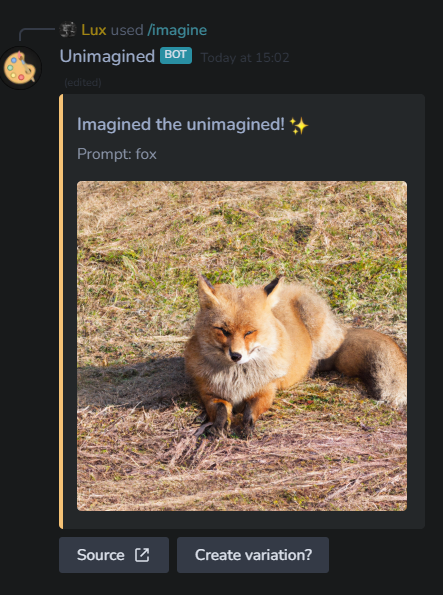 Lux used /imagine
Unimagined BOT Today at 15:02
(edited)
Imagined the unimagined! ✨
Prompt: fox
Source
Create variation?